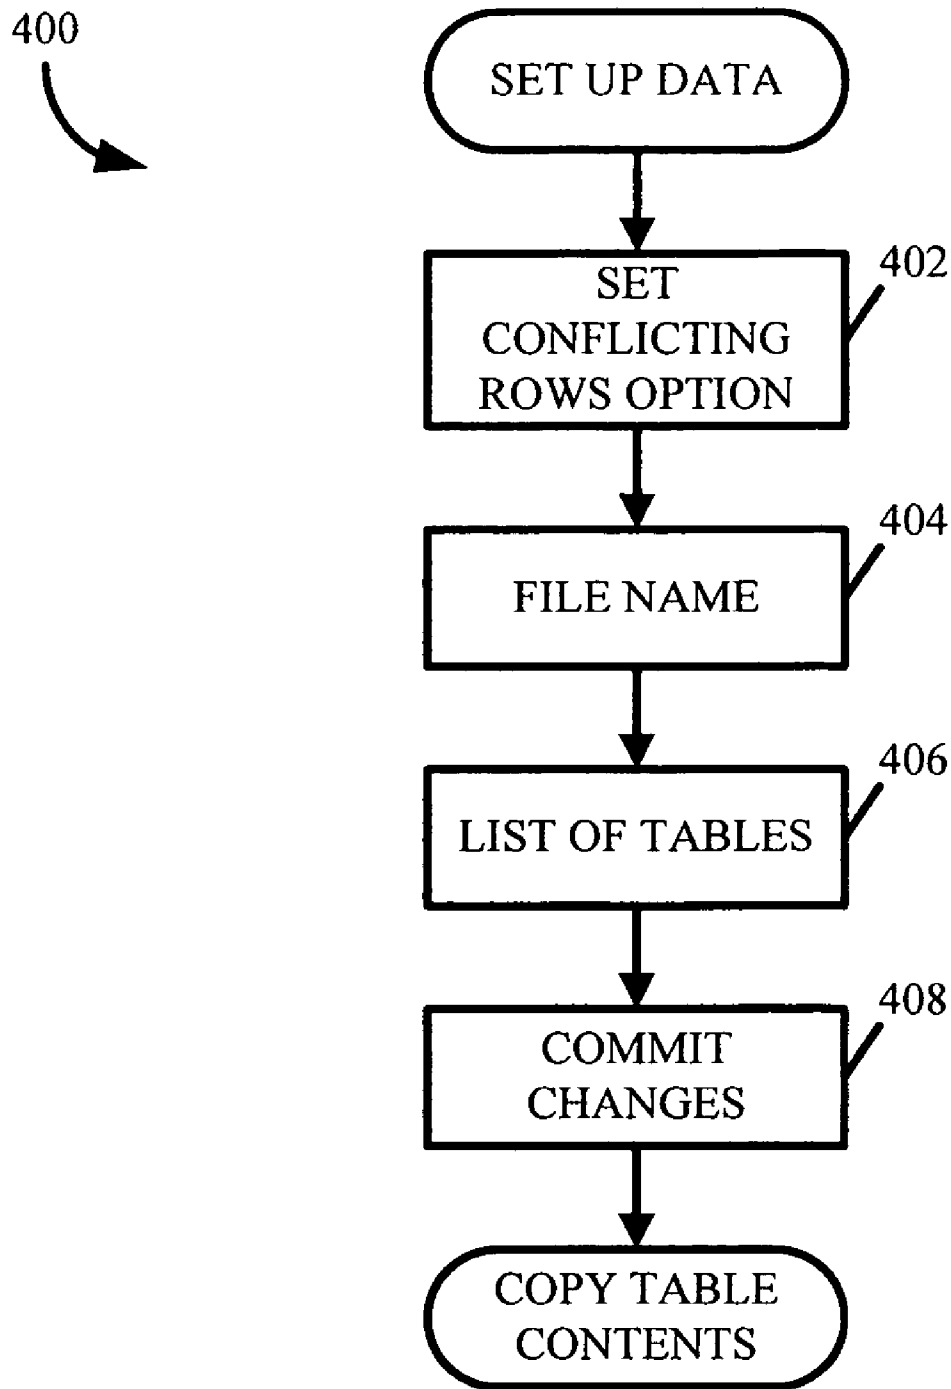 400
SET UP DATA
402
SET
CONFLICTING
ROWS OPTION
404
FILE NAME
406
LIST OF TABLES
408
COMMIT
CHANGES
COPY TABLE
CONTENTS